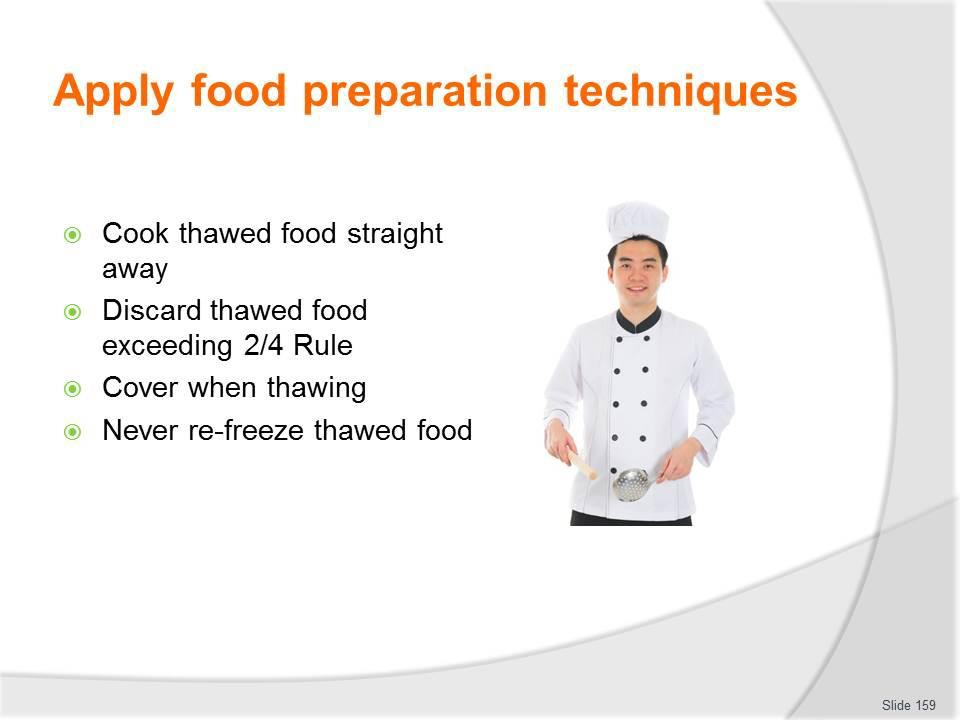 Apply food preparation techniques
Cook thawed food straight
away
Discard thawed food
exceeding 2/4 Rule
Cover when thawing
Never re-freeze thawed food
Slide 159